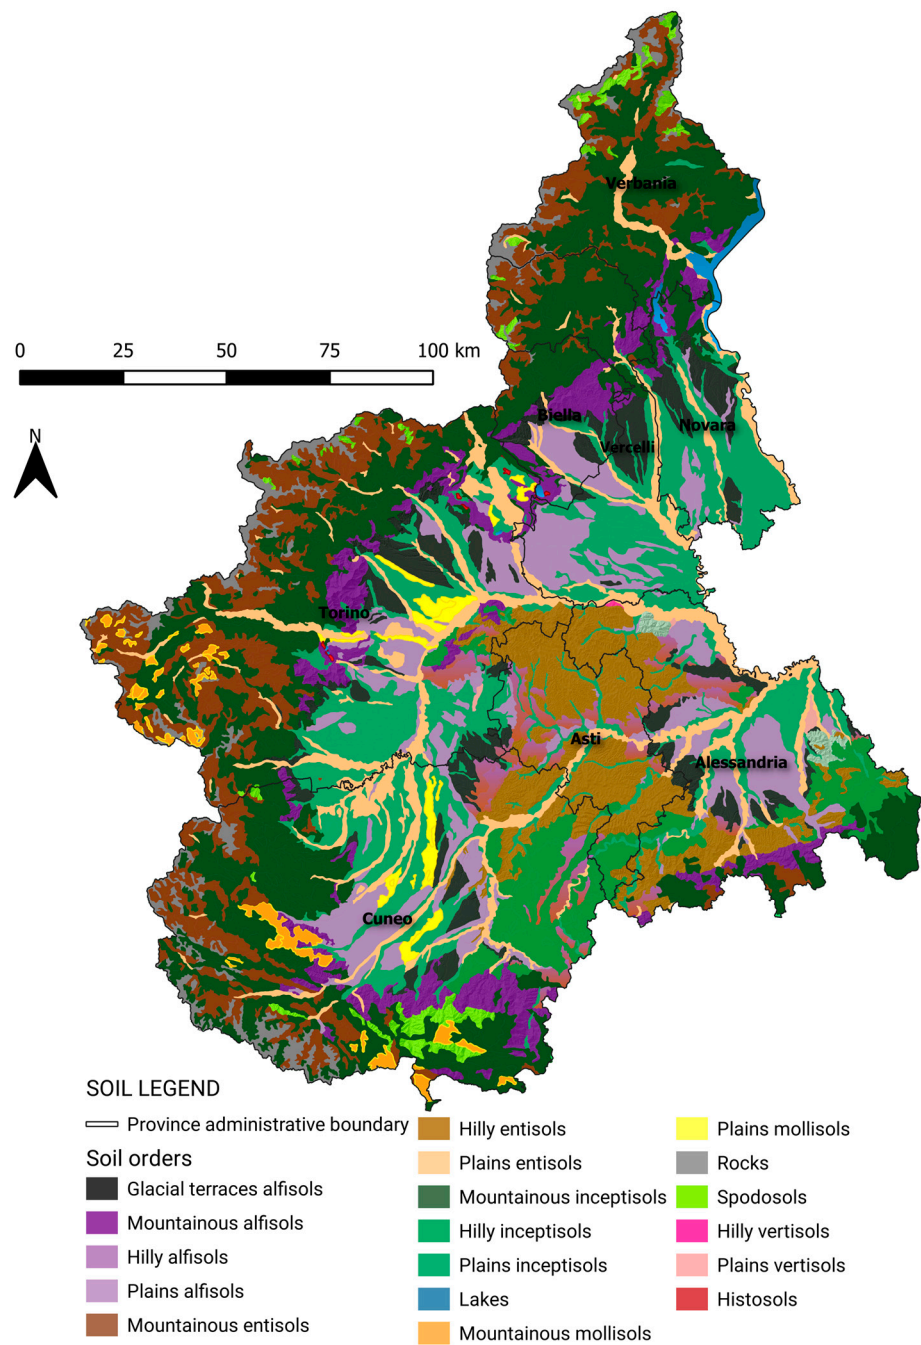 Verbania
0 25 50 75 100 km
N
Biella
Novara
Vercelli
Torino
Asti
Alessandria
Cuneo
SOIL LEGEND
Province administrative boundary
Soil orders
Glacial terraces alfisols
Mountainous alfisols
Hilly alfisols
Plains alfisols
Mountainous entisols
Hilly entisols
Plains entisols
Mountainous inceptisols
Hilly inceptisols
Plains inceptisols
Lakes
Mountainous mollisols
Plains mollisols
Rocks
Spodosols
Hilly vertisols
Plains vertisols
Histosols